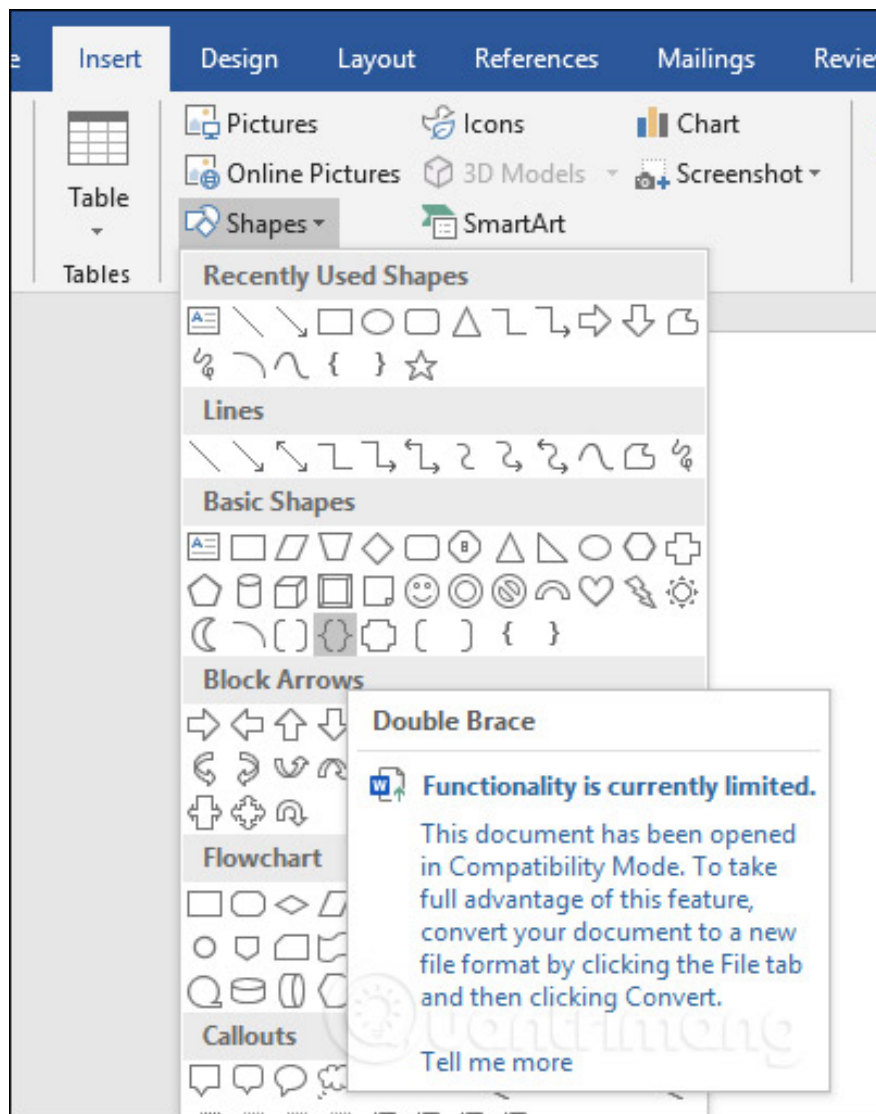 Insert Design Layout References Mailings
Pictures Icons Chart
Online Pictures 3D Models Screenshot
Table
Shapes SmartArt
Tables
Recently Used Shapes
Lines
Basic Shapes
Block Arrows
Double Brace
Functionality is currently limited.
This document has been opened
in Compatibility Mode. To take
full advantage of this feature,
convert your document to a new
file format by clicking the File tab
and then clicking Convert.
Tell me more
Flowchart
Callouts
Quantrimang